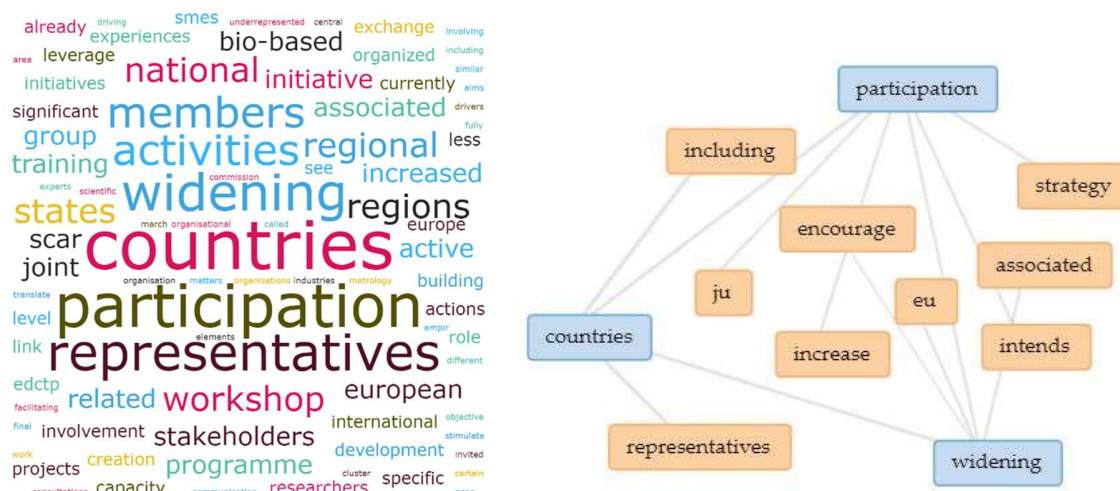 already driving smes underrepresented central exchange involving
experiences bio-based
area leverage organized including
national initiative currently similar
initiatives aims
significant members associated drivers
group activities regional less fully
training see increased
experts scientific commission widening
states regions
march organisational called europe
scar countries active
joint
organisation matters organizations industries metrology building
translate
level participation actions
empir
link elements role
representatives different
edctp european
facilitating related workshop
final involvement stakeholders international objective
stimulate
work creation development invited
projects programme cluster specific certain
consultations capacity communication researchers
participation
including
strategy
encourage
associated
ju
eu
countries
increase
intends
representatives
widening